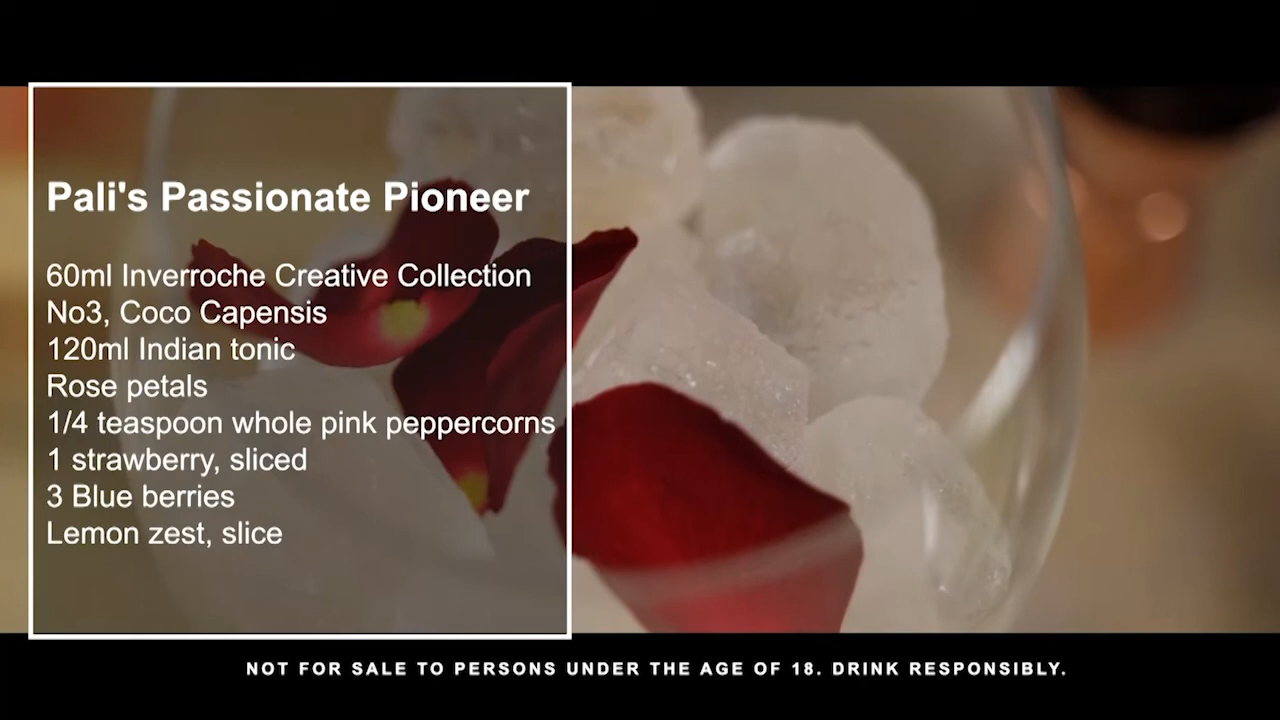 Pali's Passionate Pioneer
60ml Inverroche Creative Collection
No3, Coco Capensis
120ml Indian tonic
Rose petals
1/4 teaspoon whole pink peppercorns
1 strawberry, sliced
3 Blue berries
Lemon zest, slice
NOT FOR SALE TO PERSONS UNDER THE AGE OF 18. DRINK RESPONSIBLY.